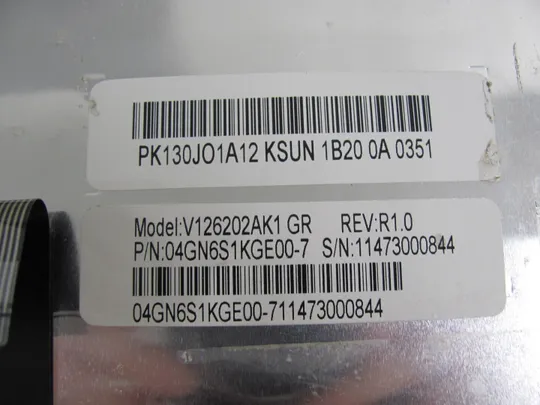 PK130JO1A12 KSUN 1B20 0A 0351
Model:V126202AK1 GR REV:R1.0
P/N:04GN6S1KGE00-7 S/N:11473000844
04GN6S1KGE00-711473000844